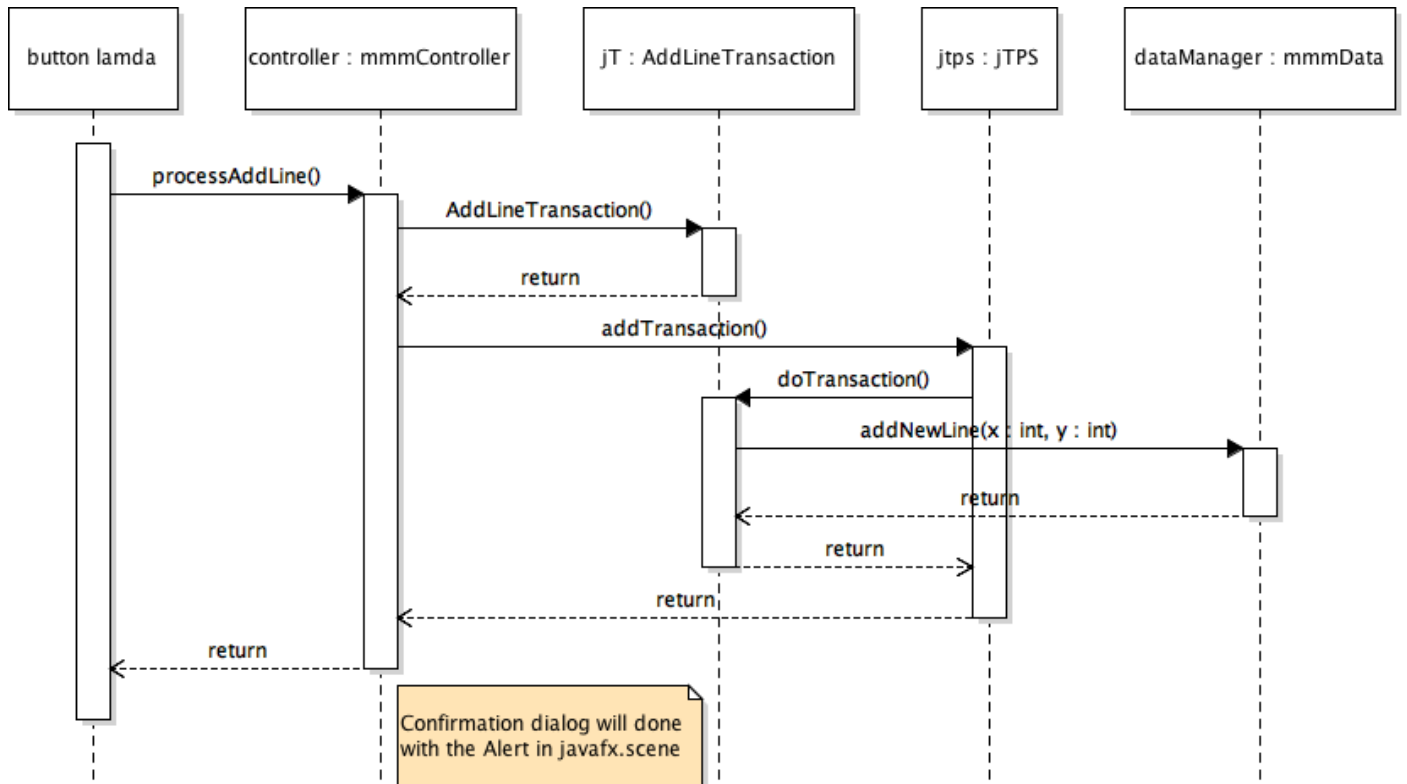 button lamda
controller : mmmController
jT : AddLineTransaction
jtps : jTPS
dataManager : mmmData
processAddLine()
AddLineTransaction()
return
addTransaction()
doTransaction()
addNewLine(x : int, y : int)
return
return
return
return
Confirmation dialog will done
with the Alert in javafx.scene